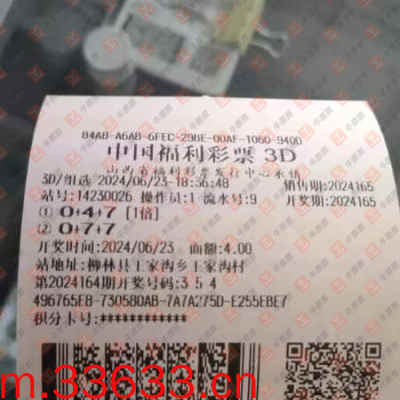 84AB-A6AB-6FEC-29BE-00AF-1060-9400
中国福利彩票 3D
山西省福利彩票发行中心承销
3D/组选 2024/06/23-18:56:48 销售期:2024165
站号:14230026 操作员:1 流水号:9 开奖期:2024165
① 0+4+7 [1倍]
② 0+7+7
开奖时间:2024/06/23 面额:4.00
站地址:柳林县王家沟乡王家沟村
第2024164期开奖号码:3 5 4
496765E8-730580AB-7A7A275D-E255EBE7
积分卡号:************
m.33633.cn